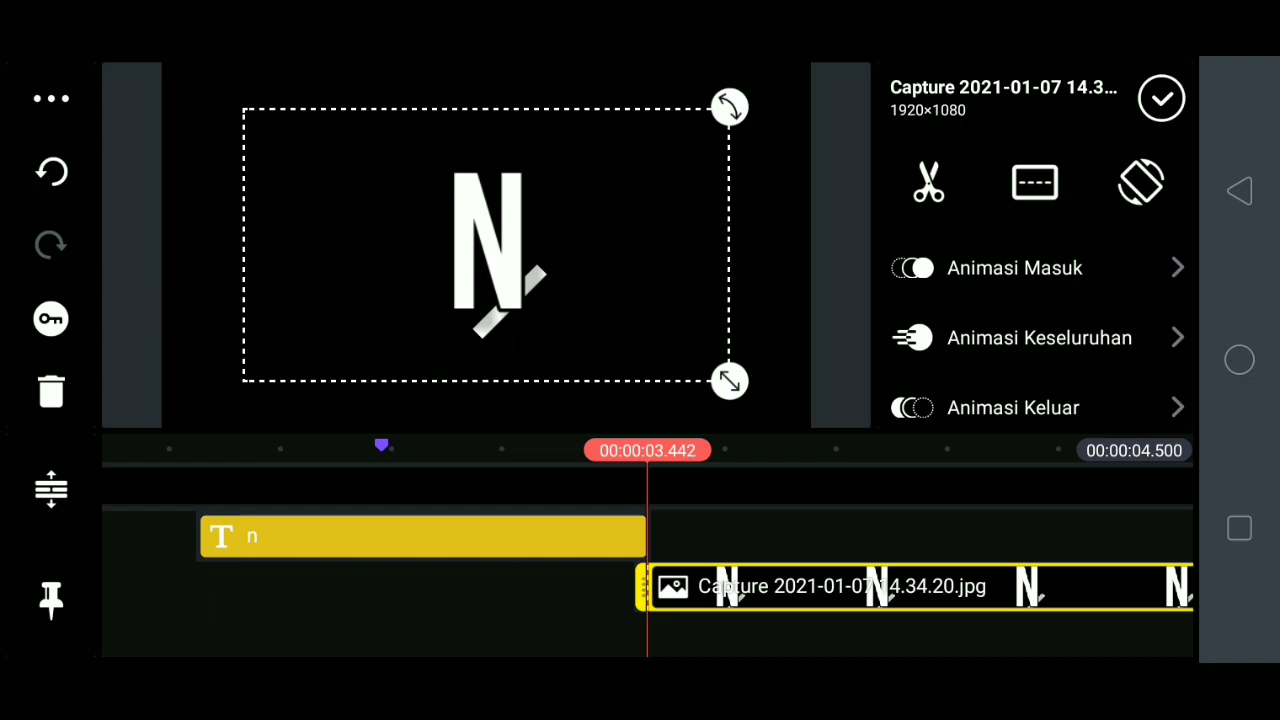 Capture 2021-01-07 14.3...
1920×1080
N
Animasi Masuk
Animasi Keseluruhan
Animasi Keluar
00:00:03.442
00:00:04.500
T n
Capture 2021-01-07 14.34.20.jpg
N N N N